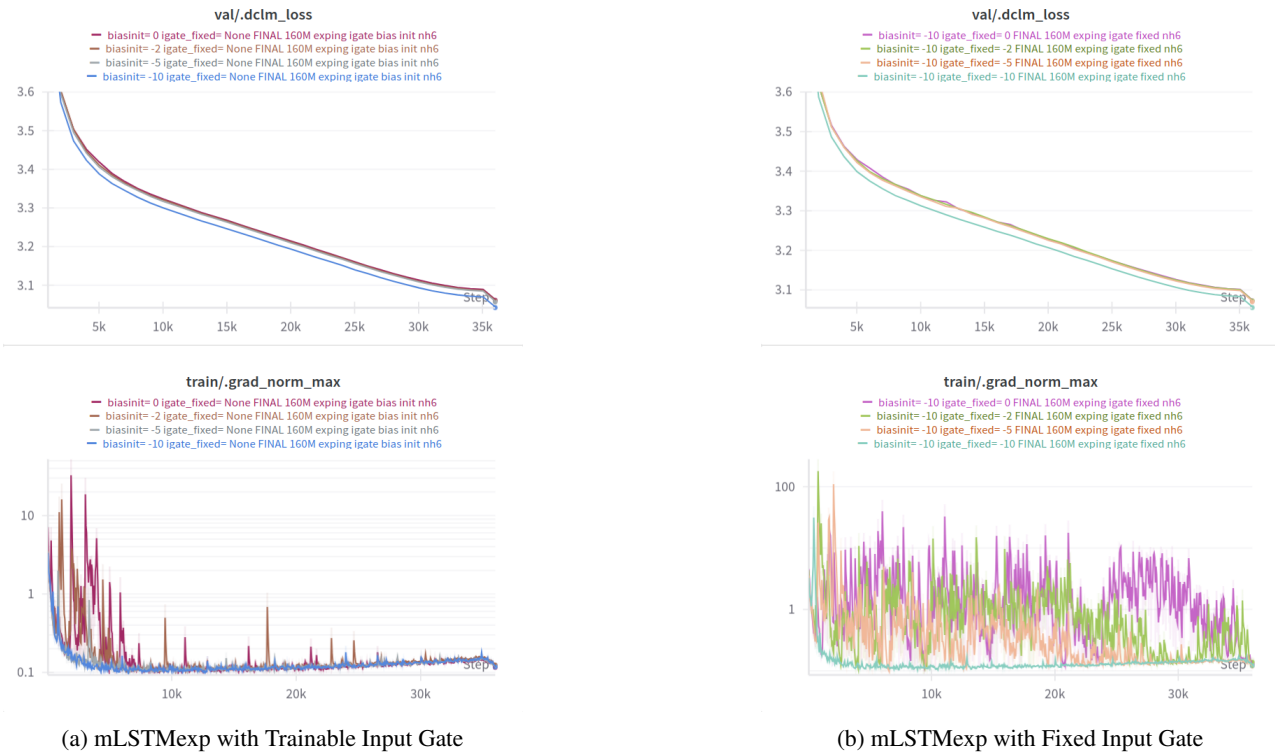 val/.dclm_loss
biasinit= 0 igate_fixed= None FINAL 160M exping igate bias init nh6
biasinit= -2 igate_fixed= None FINAL 160M exping igate bias init nh6
biasinit= -5 igate_fixed= None FINAL 160M exping igate bias init nh6
biasinit= -10 igate_fixed= None FINAL 160M exping igate bias init nh6
3.6
3.5
3.4
3.3
3.2
3.1
Step
5k 10k 15k 20k 25k 30k 35k
train/.grad_norm_max
biasinit= 0 igate_fixed= None FINAL 160M exping igate bias init nh6
biasinit= -2 igate_fixed= None FINAL 160M exping igate bias init nh6
biasinit= -5 igate_fixed= None FINAL 160M exping igate bias init nh6
biasinit= -10 igate_fixed= None FINAL 160M exping igate bias init nh6
10
1
0.1
Step
10k 20k 30k
(a) mLSTMexp with Trainable Input Gate
val/.dclm_loss
biasinit= -10 igate_fixed= 0 FINAL 160M exping igate fixed nh6
biasinit= -10 igate_fixed= -2 FINAL 160M exping igate fixed nh6
biasinit= -10 igate_fixed= -5 FINAL 160M exping igate fixed nh6
biasinit= -10 igate_fixed= -10 FINAL 160M exping igate fixed nh6
3.6
3.5
3.4
3.3
3.2
3.1
Step
5k 10k 15k 20k 25k 30k 35k
train/.grad_norm_max
biasinit= -10 igate_fixed= 0 FINAL 160M exping igate fixed nh6
biasinit= -10 igate_fixed= -2 FINAL 160M exping igate fixed nh6
biasinit= -10 igate_fixed= -5 FINAL 160M exping igate fixed nh6
biasinit= -10 igate_fixed= -10 FINAL 160M exping igate fixed nh6
100
1
Step
10k 20k 30k
(b) mLSTMexp with Fixed Input Gate